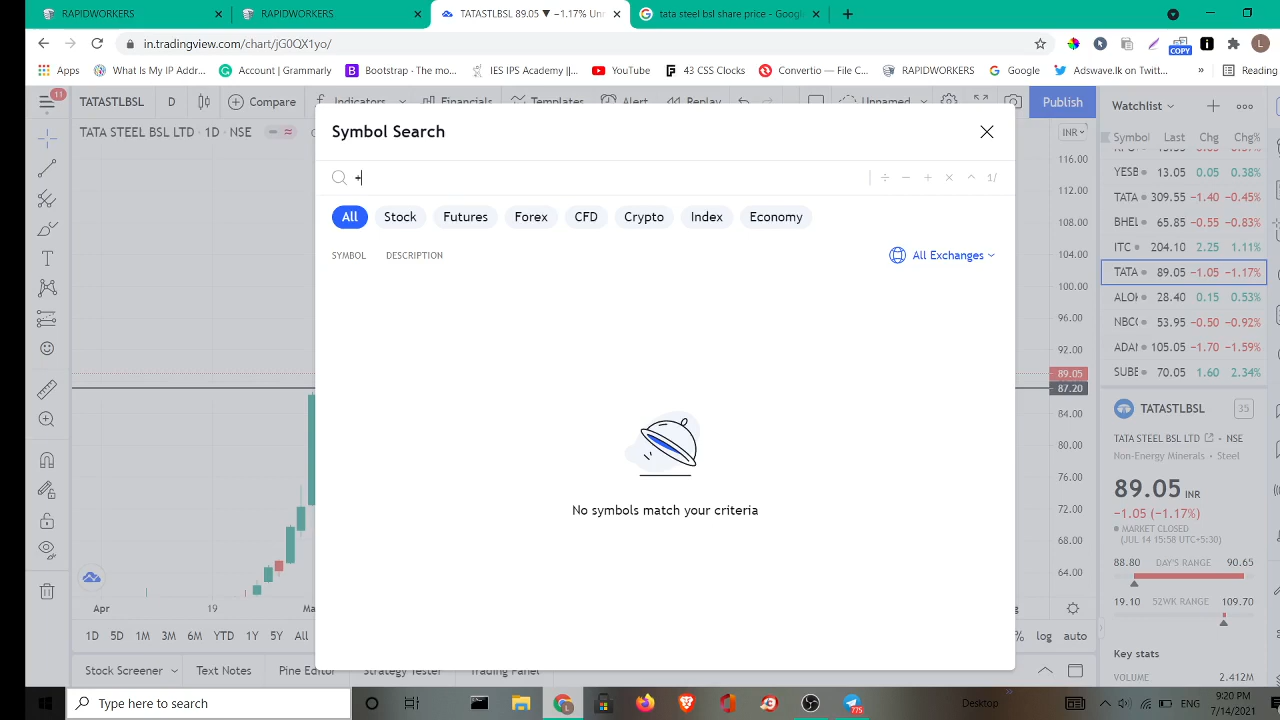 RAPIDWORKERS
RAPIDWORKERS
TATASTLBSL 89.05 ▼ −1.17% Un
tata steel bsl share price - Google
in.tradingview.com/chart/jG0QX1yo/
COPY
L
Apps
What Is My IP Addr...
Account | Grammarly
Bootstrap - The mo...
IES IPS Academy ||...
YouTube
43 CSS Clocks
Convertio — File C...
RAPIDWORKERS
Google
Adswave.lk on Twitt...
»
Reading
11
TATASTLBSL
D
Compare
Indicators
Financials
Templates
Alert
Replay
Unnamed
Publish
Watchlist
TATA STEEL BSL LTD · 1D · NSE
INR
Symbol Last Chg Chg%
YESB 13.05 0.05 0.38%
TATA 309.55 −1.40 −0.45%
BHEL 65.85 −0.55 −0.83%
ITC 204.10 2.25 1.11%
TATA 89.05 −1.05 −1.17%
ALOK 28.40 0.15 0.53%
NBCC 53.95 −0.50 −0.92%
ADAN 105.05 −1.70 −1.59%
SUBE 70.05 1.60 2.34%
Symbol Search
+
÷ − + × ^ 1/
All Stock Futures Forex CFD Crypto Index Economy
SYMBOL DESCRIPTION
All Exchanges
No symbols match your criteria
116.00
112.00
108.00
104.00
100.00
96.00
92.00
89.05
87.20
84.00
80.00
76.00
72.00
68.00
64.00
TATASTLBSL
35
TATA STEEL BSL LTD • NSE
Non-Energy Minerals • Steel
89.05 INR
−1.05 (−1.17%)
MARKET CLOSED
(JUL 14 15:58 UTC+5:30)
88.80 DAY'S RANGE 90.65
19.10 52WK RANGE 109.70
Key stats
VOLUME 2.412M
Apr
19
Ma
1D 5D 1M 3M 6M YTD 1Y 5Y All
% log auto
Stock Screener
Text Notes
Pine Editor
Strategy Tester
Trading Panel
Type here to search
775
Desktop
»
ENG
9:20 PM
7/14/2021